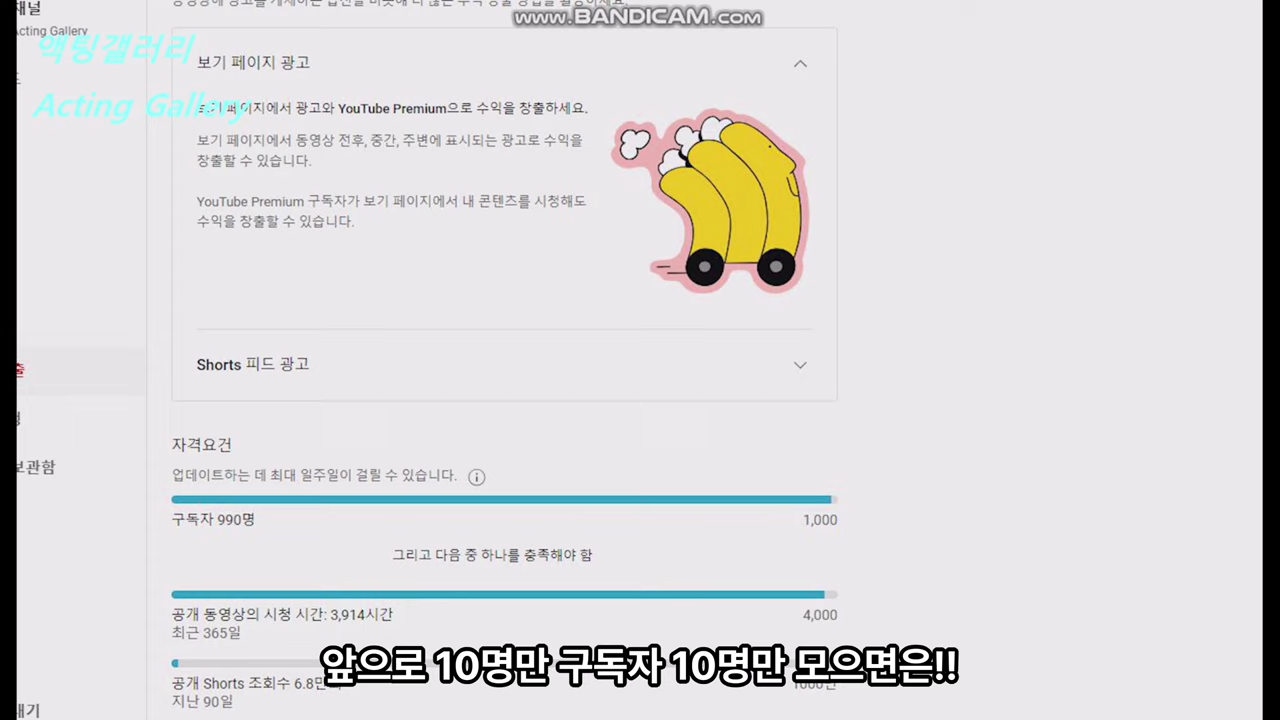 www.BANDICAM.com
채널
Acting Gallery
액팅갤러리
Acting Gallery
보기 페이지 광고
보기 페이지에서 광고와 YouTube Premium으로 수익을 창출하세요.
보기 페이지에서 동영상 전후, 중간, 주변에 표시되는 광고로 수익을
창출할 수 있습니다.
YouTube Premium 구독자가 보기 페이지에서 내 콘텐츠를 시청해도
수익을 창출할 수 있습니다.
Shorts 피드 광고
자격요건
보관함
업데이트하는 데 최대 일주일이 걸릴 수 있습니다.
구독자 990명
1,000
그리고 다음 중 하나를 충족해야 함
공개 동영상의 시청 시간: 3,914시간
4,000
최근 365일
앞으로 10명만 구독자 10명만 모으면은!!
공개 Shorts 조회수 6.8만
지난 90일
내기